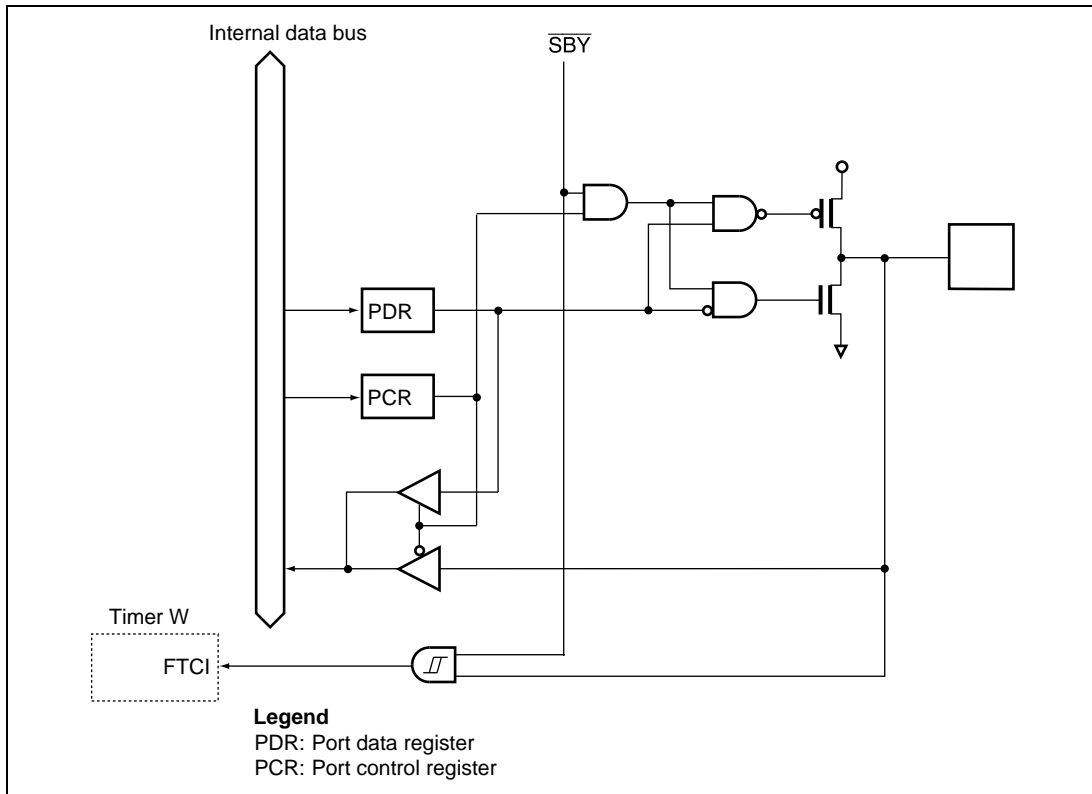 Internal data bus
SBY
PDR
PCR
Timer W
FTCI
Legend
PDR: Port data register
PCR: Port control register